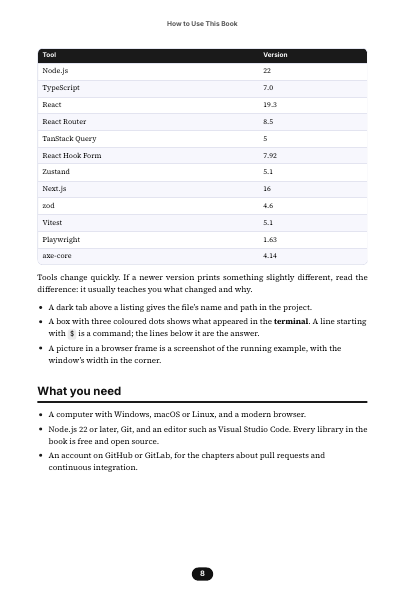 How to Use This Book
Tool Version
Node.js 22
TypeScript 7.0
React 19.3
React Router 8.5
TanStack Query 5
React Hook Form 7.92
Zustand 5.1
Next.js 16
zod 4.6
Vitest 5.1
Playwright 1.63
axe-core 4.14
Tools change quickly. If a newer version prints something slightly different, read the
difference: it usually teaches you what changed and why.
• A dark tab above a listing gives the file's name and path in the project.
• A box with three coloured dots shows what appeared in the terminal. A line starting
with $ is a command; the lines below it are the answer.
• A picture in a browser frame is a screenshot of the running example, with the
window's width in the corner.
What you need
• A computer with Windows, macOS or Linux, and a modern browser.
• Node.js 22 or later, Git, and an editor such as Visual Studio Code. Every library in the
book is free and open source.
• An account on GitHub or GitLab, for the chapters about pull requests and
continuous integration.
8